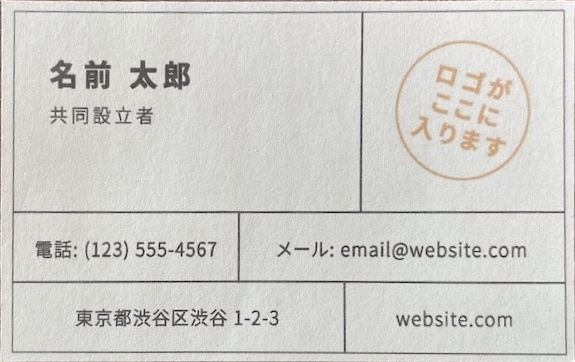 名前 太郎
共同設立者
ロゴが
ここに
入ります
電話: (123) 555-4567
メール: email@website.com
東京都渋谷区渋谷 1-2-3
website.com